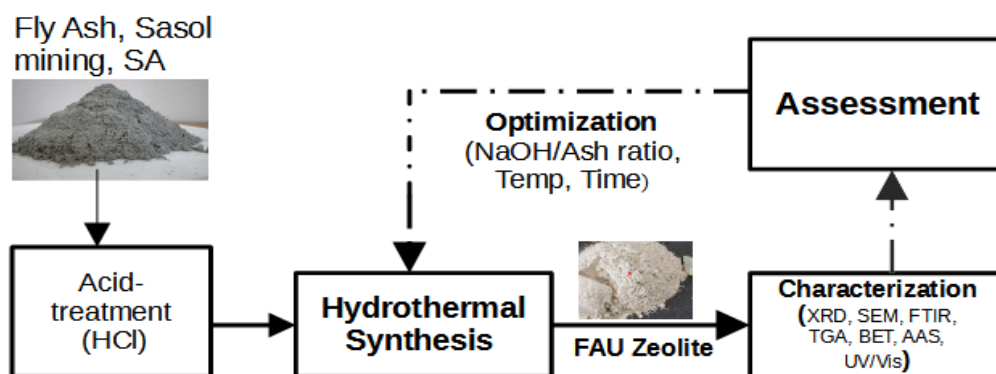 Fly Ash, Sasol
mining, SA
Optimization
(NaOH/Ash ratio,
Temp, Time)
Assessment
Acid-
treatment
(HCl)
Hydrothermal
Synthesis
FAU Zeolite
Characterization
(XRD, SEM, FTIR,
TGA, BET, AAS,
UV/Vis)